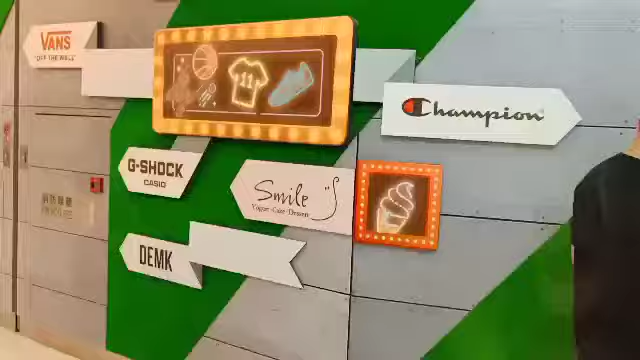 VANS
"OFF THE WALL"
11
Champion
G-SHOCK
CASIO
Smile
Yogurt · Cake · Dessert
DEMK